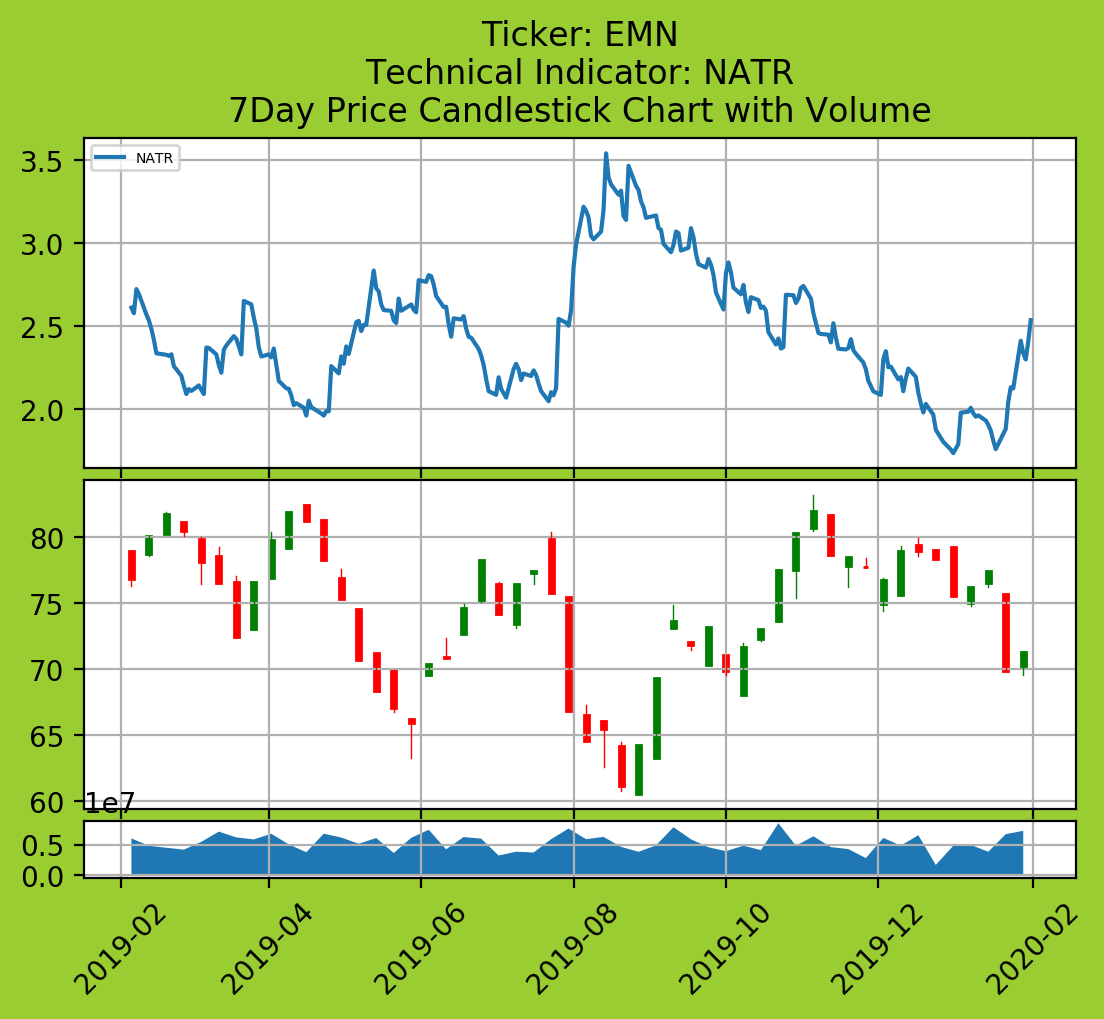 Ticker: EMN
Technical Indicator: NATR
7Day Price Candlestick Chart with Volume
NATR
3.5
3.0
2.5
2.0
80
75
70
65
60
1e7
0.5
0.0
2019-02 2019-04 2019-06 2019-08 2019-10 2019-12 2020-02